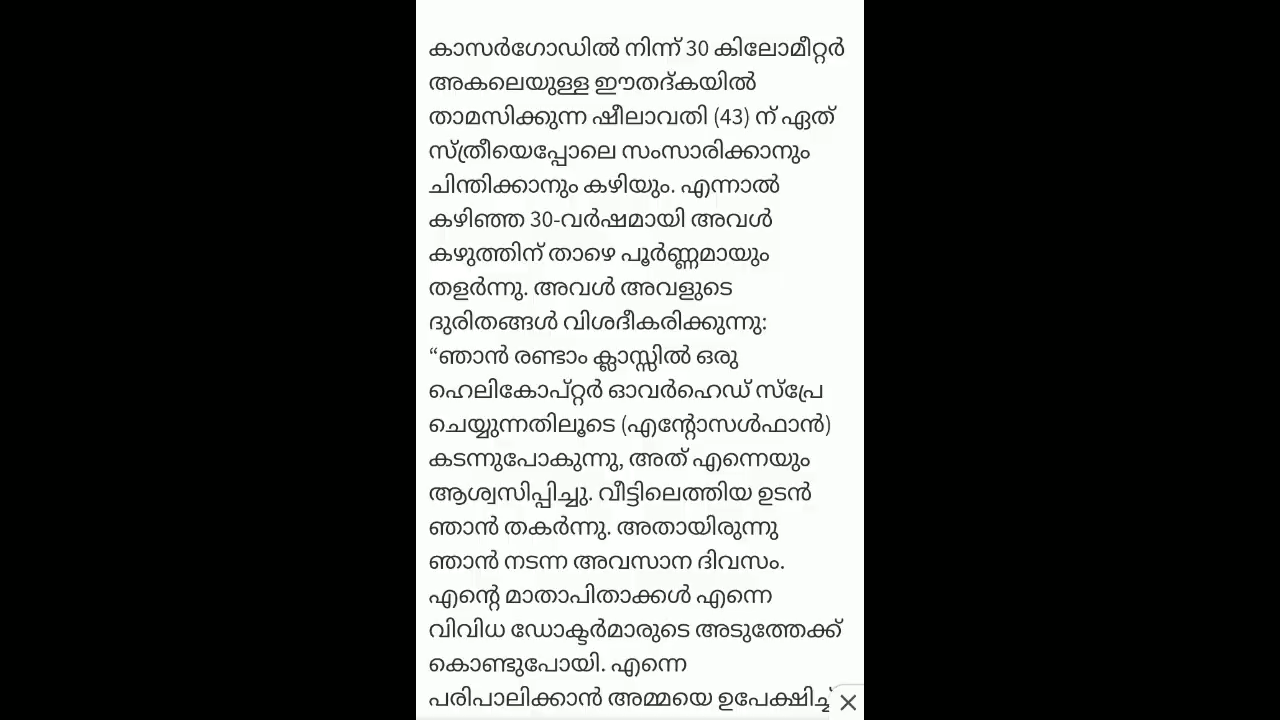 കാസർഗോഡിൽ നിന്ന് 30 കിലോമീറ്റർ
അകലെയുള്ള ഈതദ്കയിൽ
താമസിക്കുന്ന ഷീലാവതി (43) ന് ഏത്
സ്ത്രീയെപ്പോലെ സംസാരിക്കാനും
ചിന്തിക്കാനും കഴിയും. എന്നാൽ
കഴിഞ്ഞ 30-വർഷമായി അവൾ
കഴുത്തിന് താഴെ പൂർണ്ണമായും
തളർന്നു. അവൾ അവളുടെ
ദുരിതങ്ങൾ വിശദീകരിക്കുന്നു:
“ഞാൻ രണ്ടാം ക്ലാസ്സിൽ ഒരു
ഹെലികോപ്റ്റർ ഓവർഹെഡ് സ്പ്രേ
ചെയ്യുന്നതിലൂടെ (എന്റോസൾഫാൻ)
കടന്നുപോകുന്നു, അത് എന്നെയും
ആശ്വസിപ്പിച്ചു. വീട്ടിലെത്തിയ ഉടൻ
ഞാൻ തകർന്നു. അതായിരുന്നു
ഞാൻ നടന്ന അവസാന ദിവസം.
എന്റെ മാതാപിതാക്കൾ എന്നെ
വിവിധ ഡോക്ടർമാരുടെ അടുത്തേക്ക്
കൊണ്ടുപോയി. എന്നെ
പരിപാലിക്കാൻ അമ്മയെ ഉപേക്ഷിച്ച്